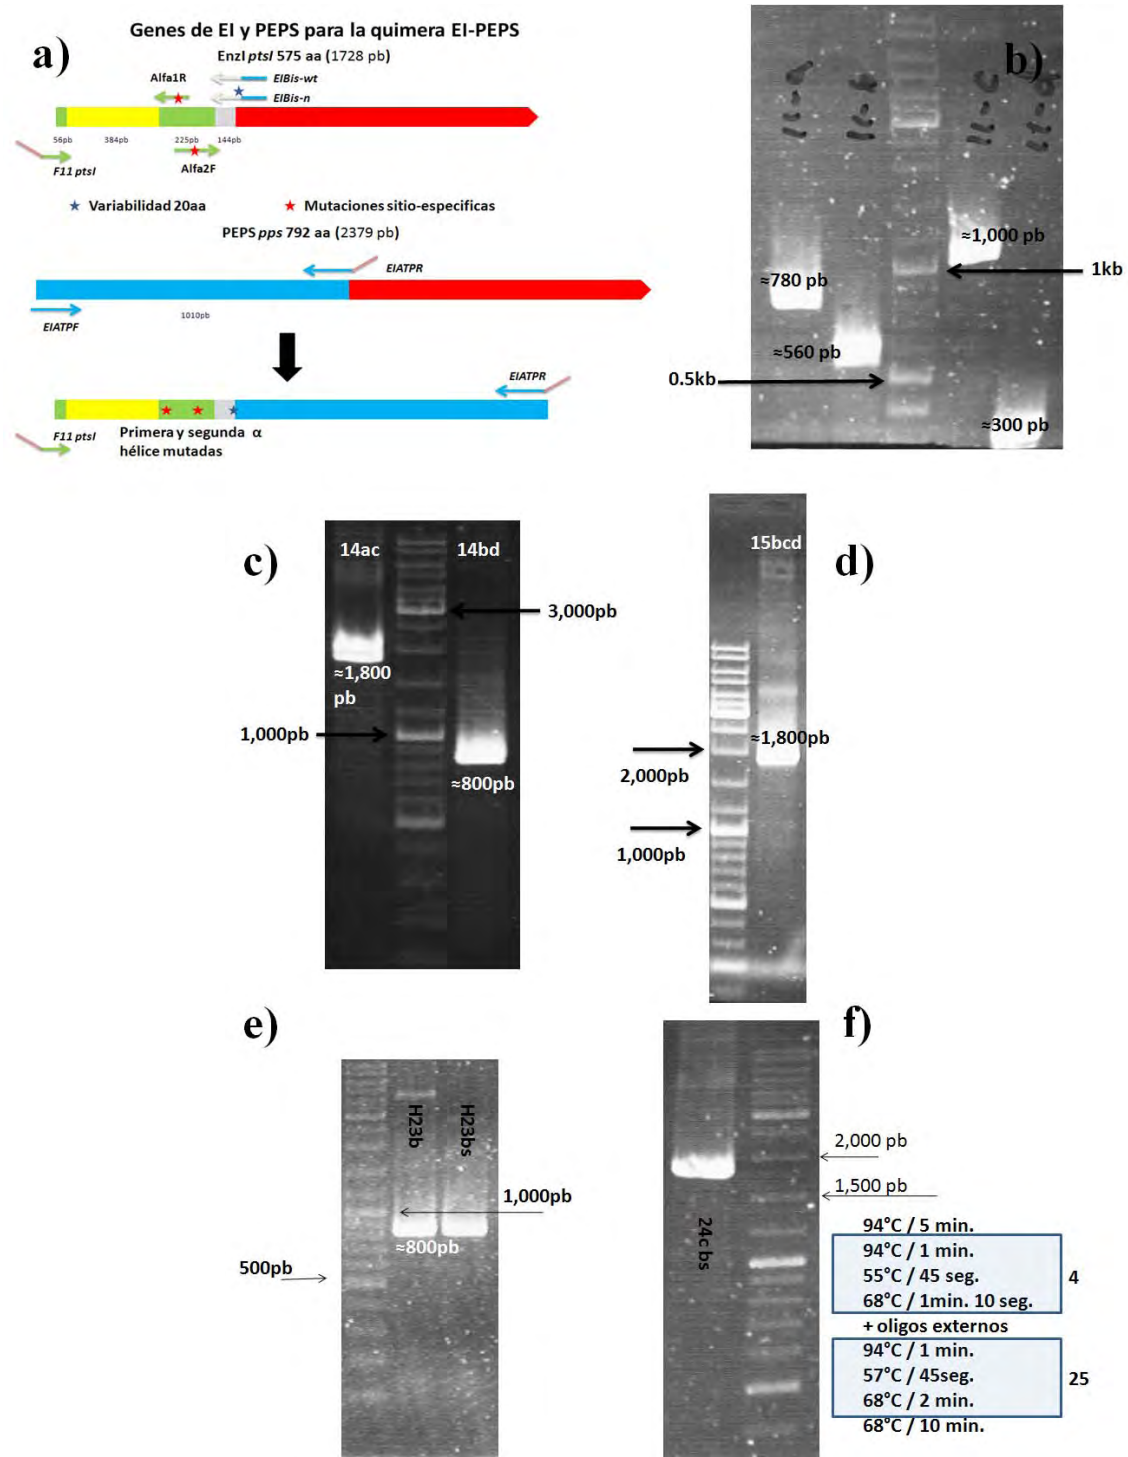 a)
Genes de EI y PEPS para la quimera EI-PEPS
EnzI ptsI 575 aa (1728 pb)
Alfa1R
EIBis-wt
EIBis-n
56pb
384pb
225pb
144pb
F11 ptsI
Alfa2F
Variabilidad 20aa
Mutaciones sitio-especificas
PEPS pps 792 aa (2379 pb)
EIATPR
EIATPF
1010pb
EIATPR
F11 ptsI
Primera y segunda α
hélice mutadas
b)
≈1,000 pb
1kb
≈780 pb
≈560 pb
0.5kb
≈300 pb
c)
14ac
14bd
3,000pb
≈1,800
pb
1,000pb
≈800pb
d)
15bcd
≈1,800pb
2,000pb
1,000pb
e)
H23b
H23bs
1,000pb
≈800pb
500pb
f)
2,000 pb
1,500 pb
24c bs
94°C / 5 min.
94°C / 1 min.
55°C / 45 seg.
68°C / 1min. 10 seg.
4
+ oligos externos
94°C / 1 min.
57°C / 45seg.
68°C / 2 min.
25
68°C / 10 min.